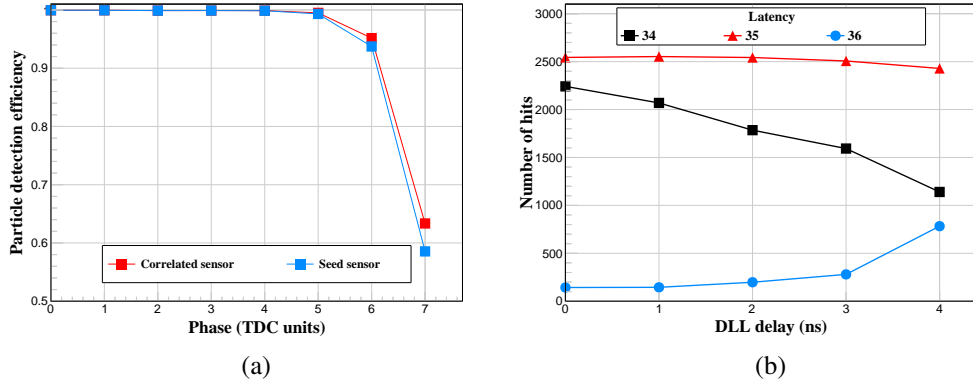 1
0.9
0.8
0.7
0.6
0.5
0 1 2 3 4 5 6 7
Particle detection efficiency
Phase (TDC units)
Correlated sensor
Seed sensor
(a)
3000
2500
2000
1500
1000
500
0
0 1 2 3 4
Number of hits
DLL delay (ns)
Latency
34 35 36
(b)